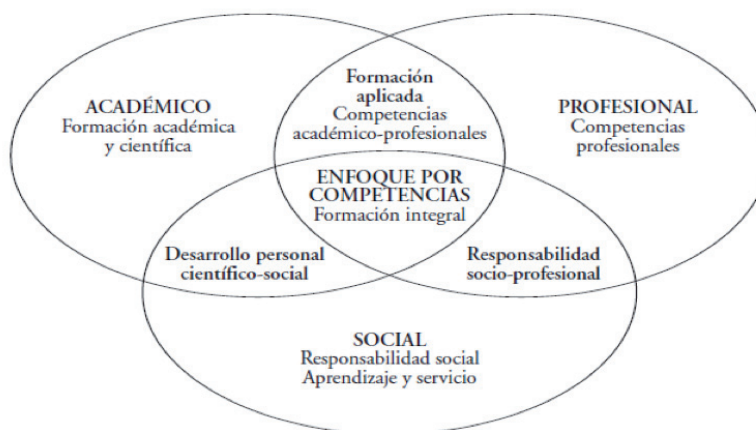 Formación
aplicada
Competencias
académico-profesionales
ACADÉMICO
Formación académica
y científica
PROFESIONAL
Competencias
profesionales
ENFOQUE POR
COMPETENCIAS
Formación integral
Desarrollo personal
científico-social
Responsabilidad
socio-profesional
SOCIAL
Responsabilidad social
Aprendizaje y servicio